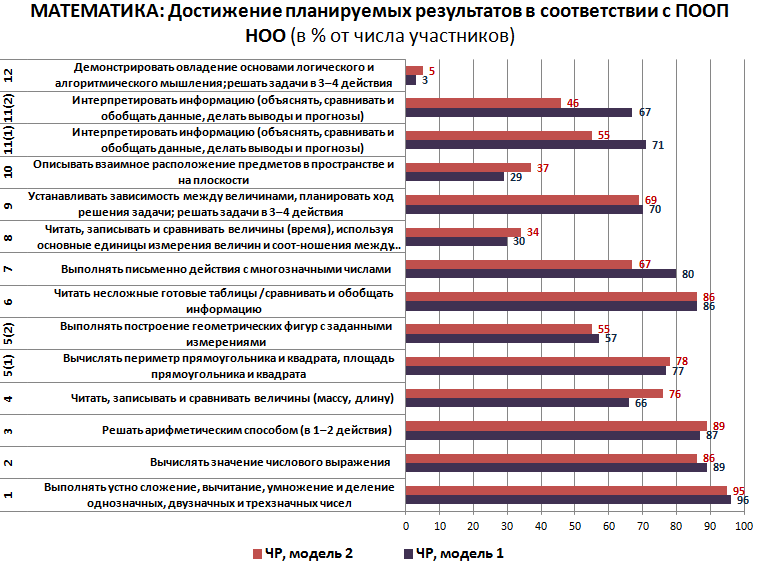 МАТЕМАТИКА: Достижение планируемых результатов в соответствии с ПООП
НОО (в % от числа участников)
12
Демонстрировать овладение основами логического и
алгоритмического мышления;решать задачи в 3–4 действия
5
3
11(2)
Интерпретировать информацию (объяснять, сравнивать и
обобщать данные, делать выводы и прогнозы)
46
67
11(1)
Интерпретировать информацию (объяснять, сравнивать и
обобщать данные, делать выводы и прогнозы)
55
71
10
Описывать взаимное расположение предметов в пространстве и
на плоскости
37
29
9
Устанавливать зависимость между величинами, планировать ход
решения задачи; решать задачи в 3–4 действия
69
70
8
Читать, записывать и сравнивать величины (время), используя
основные единицы измерения величин и соот-ношения между...
34
30
7
Выполнять письменно действия с многозначными числами
67
80
6
Читать несложные готовые таблицы /сравнивать и обобщать
информацию
86
86
5(2)
Выполнять построение геометрических фигур с заданными
измерениями
55
57
5(1)
Вычислять периметр прямоугольника и квадрата, площадь
прямоугольника и квадрата
78
77
4
Читать, записывать и сравнивать величины (массу, длину)
76
66
3
Решать арифметическим способом (в 1–2 действия)
89
87
2
Вычислять значение числового выражения
86
89
1
Выполнять устно сложение, вычитание, умножение и деление
однозначных, двузначных и трехзначных чисел
95
96
0 10 20 30 40 50 60 70 80 90 100
ЧР, модель 2 ЧР, модель 1